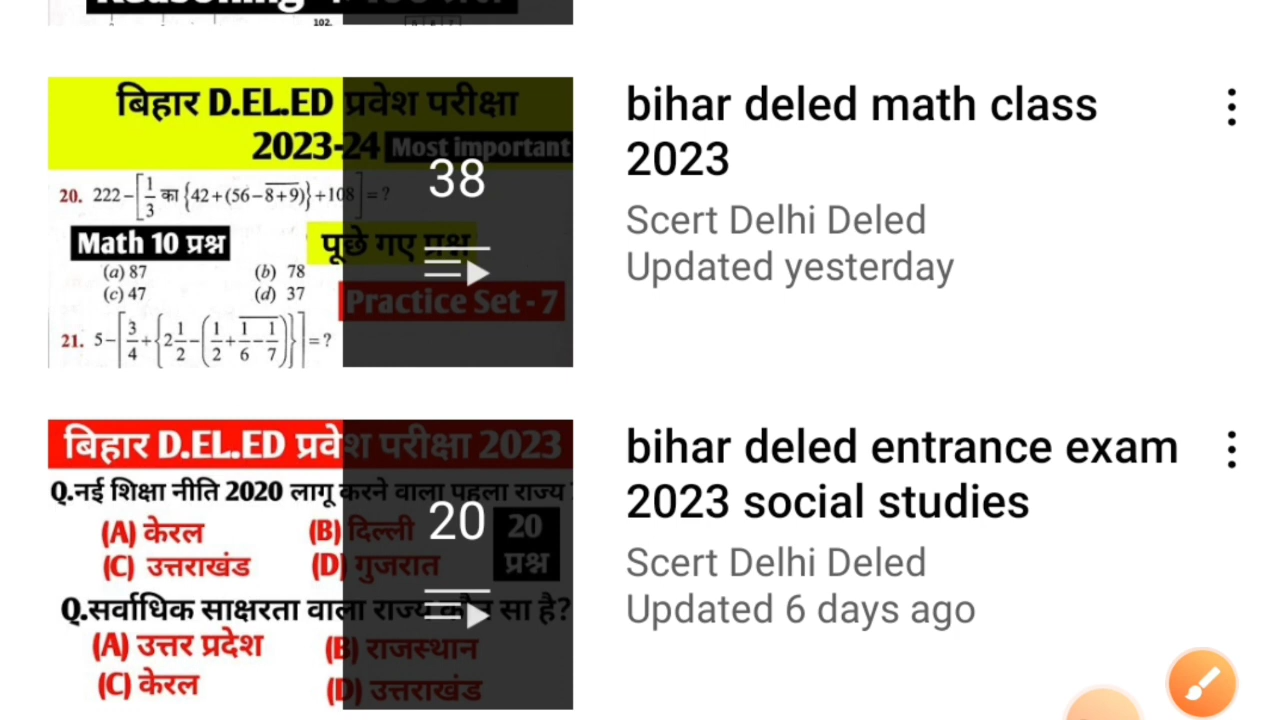 102.
बिहार D.EL.ED प्रवेश परीक्षा
2023-24 Most important
20. 222-[1/3 का {42+(56-8+9)}+108]=?
Math 10 प्रश्न पूछे गए प्रश्न
(a) 87 (b) 78
(c) 47 (d) 37
Practice Set - 7
21. 5-[3/4+{2 1/2-(1/2+1/6-1/7)}]=?
38
bihar deled math class
2023
Scert Delhi Deled
Updated yesterday
बिहार D.EL.ED प्रवेश परीक्षा 2023
Q.नई शिक्षा नीति 2020 लागू करने वाला पहला राज्य
(A) केरल (B) दिल्ली
(C) उत्तराखंड (D) गुजरात
20
प्रश्न
Q.सर्वाधिक साक्षरता वाला राज्य कौन सा है?
(A) उत्तर प्रदेश (B) राजस्थान
(C) केरल (D) उत्तराखंड
20
bihar deled entrance exam
2023 social studies
Scert Delhi Deled
Updated 6 days ago